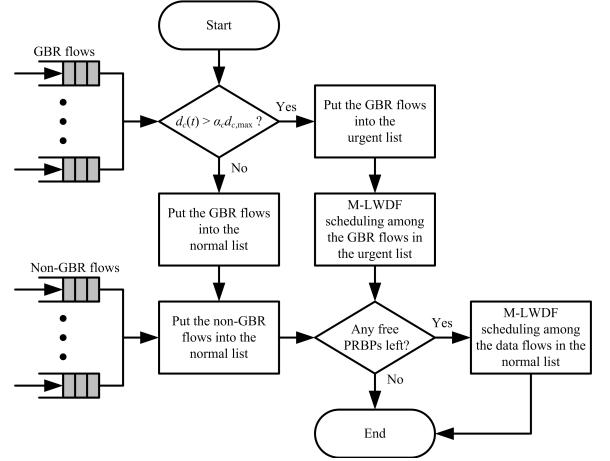 Start
GBR flows
d_c(t) > α_c d_c,max ?
Yes
Put the GBR flows
into the
urgent list
No
Put the GBR flows
into the
normal list
M-LWDF
scheduling among
the GBR flows in
the urgent list
Non-GBR flows
Put the non-GBR
flows into the
normal list
Any free
PRBPs left?
Yes
M-LWDF
scheduling among
the data flows in the
normal list
No
End